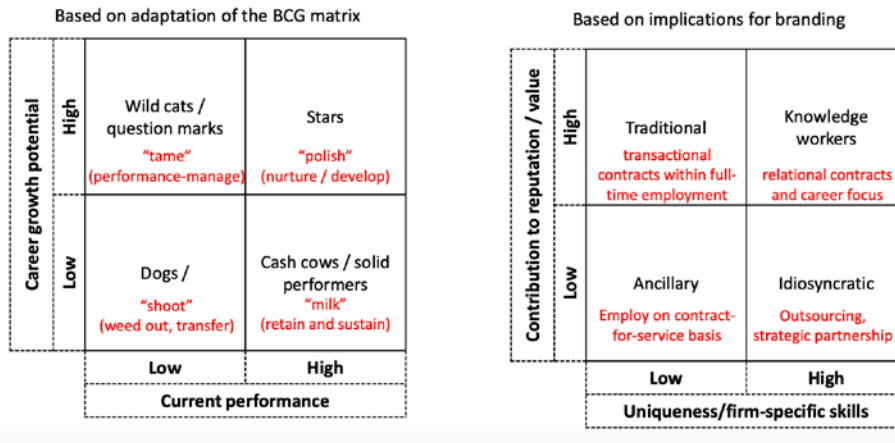 Based on adaptation of the BCG matrix
Career growth potential
High
Low
Wild cats /
question marks
“tame”
(performance-manage)
Stars
“polish”
(nurture / develop)
Dogs /
“shoot”
(weed out, transfer)
Cash cows / solid
performers
“milk”
(retain and sustain)
Low
High
Current performance
Based on implications for branding
Contribution to reputation / value
High
Low
Traditional
transactional
contracts within full-
time employment
Knowledge
workers
relational contracts
and career focus
Ancillary
Employ on contract-
for-service basis
Idiosyncratic
Outsourcing,
strategic partnership
Low
High
Uniqueness/firm-specific skills